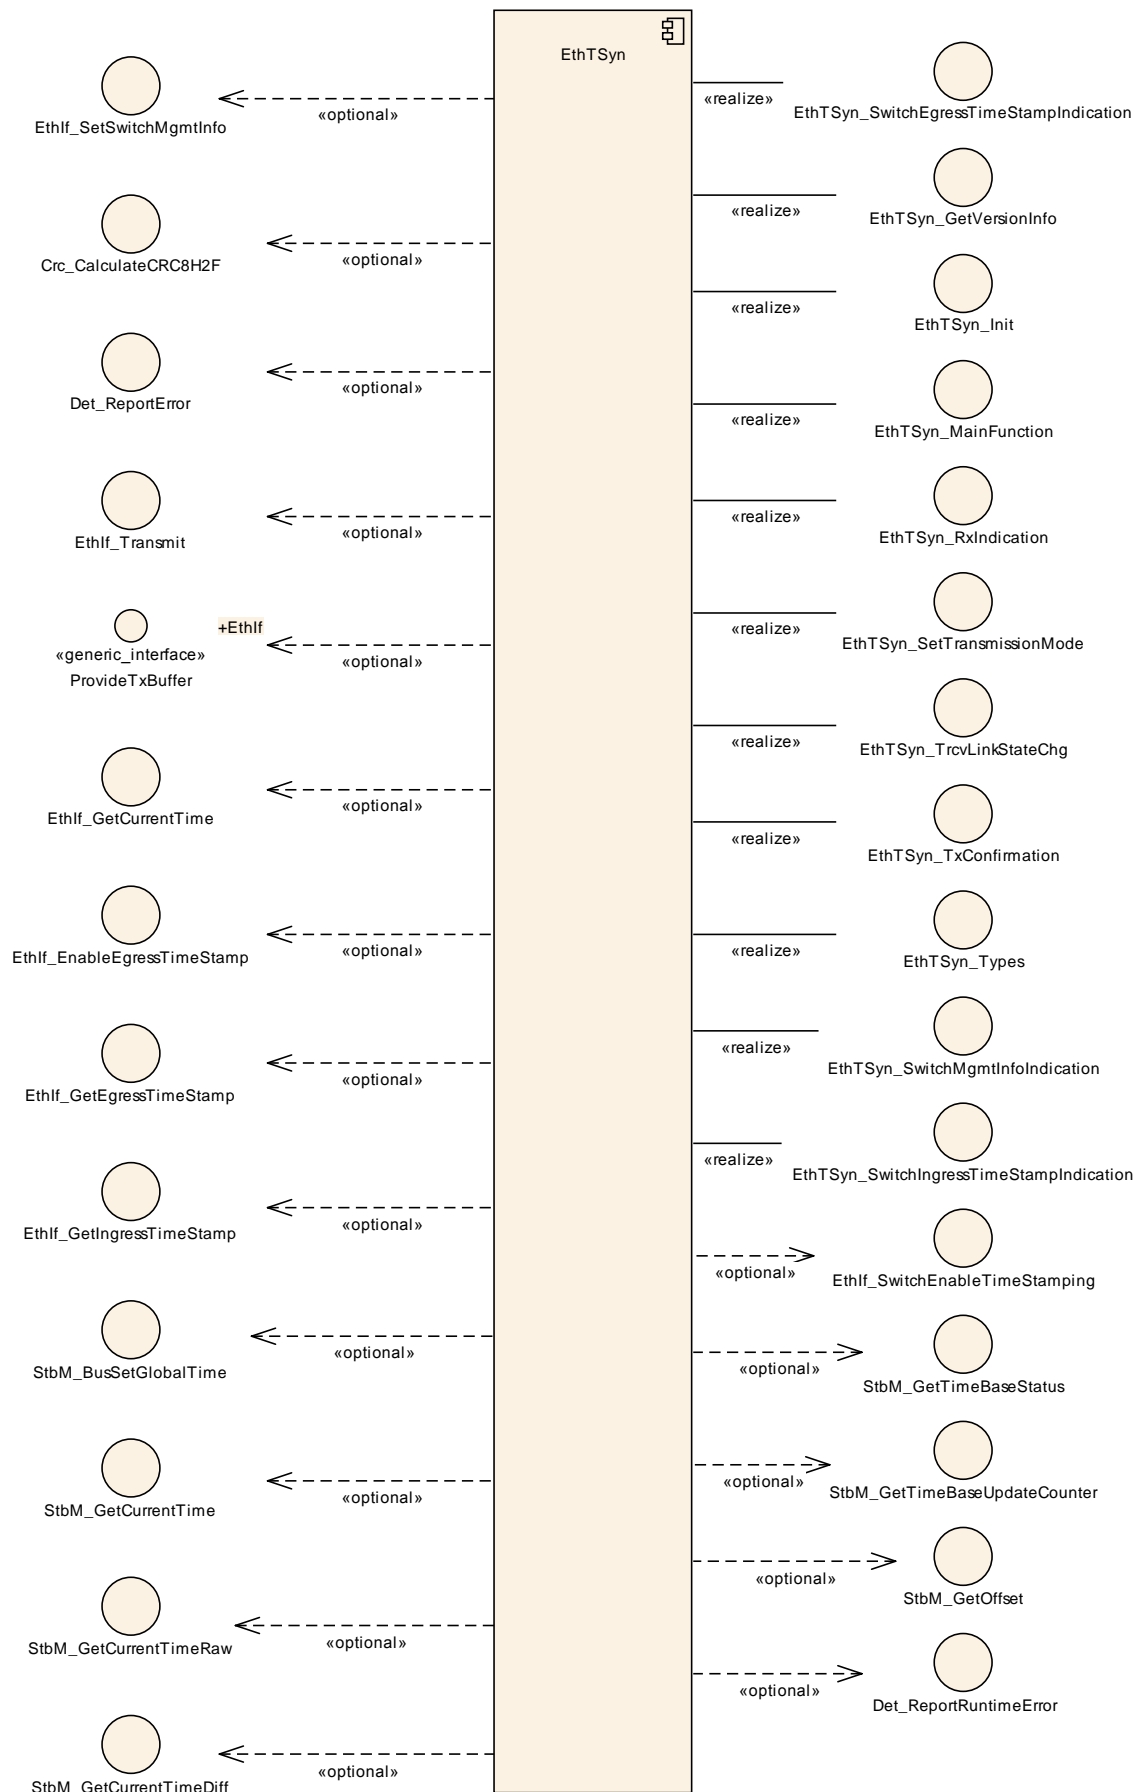 EthTSyn
EthIf_SetSwitchMgmtInfo
«optional»
«realize»
EthTSyn_SwitchEgressTimeStampIndication
Crc_CalculateCRC8H2F
«optional»
«realize»
EthTSyn_GetVersionInfo
Det_ReportError
«optional»
«realize»
EthTSyn_Init
EthIf_Transmit
«optional»
«realize»
EthTSyn_MainFunction
+EthIf
«generic_interface»
ProvideTxBuffer
«optional»
«realize»
EthTSyn_RxIndication
EthIf_GetCurrentTime
«optional»
«realize»
EthTSyn_SetTransmissionMode
EthIf_EnableEgressTimeStamp
«optional»
«realize»
EthTSyn_TrcvLinkStateChg
EthIf_GetEgressTimeStamp
«optional»
«realize»
EthTSyn_TxConfirmation
EthIf_GetIngressTimeStamp
«optional»
«realize»
EthTSyn_Types
StbM_BusSetGlobalTime
«optional»
«realize»
EthTSyn_SwitchMgmtInfoIndication
StbM_GetCurrentTime
«optional»
«realize»
EthTSyn_SwitchIngressTimeStampIndication
StbM_GetCurrentTimeRaw
«optional»
«optional»
EthIf_SwitchEnableTimeStamping
StbM_GetCurrentTimeDiff
«optional»
«optional»
StbM_GetTimeBaseStatus
«optional»
StbM_GetTimeBaseUpdateCounter
«optional»
StbM_GetOffset
«optional»
Det_ReportRuntimeError